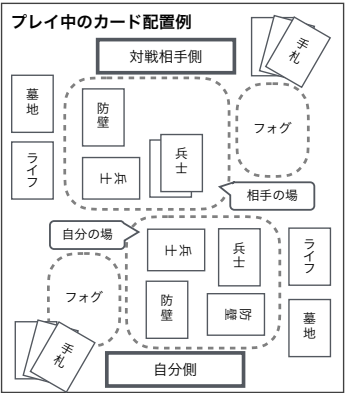 プレイ中のカード配置例
対戦相手側
手札
墓地
防壁
フォグ
ライフ
兵士
兵士
相手の場
自分の場
兵士
兵士
ライフ
フォグ
防壁
防壁
墓地
手札
自分側